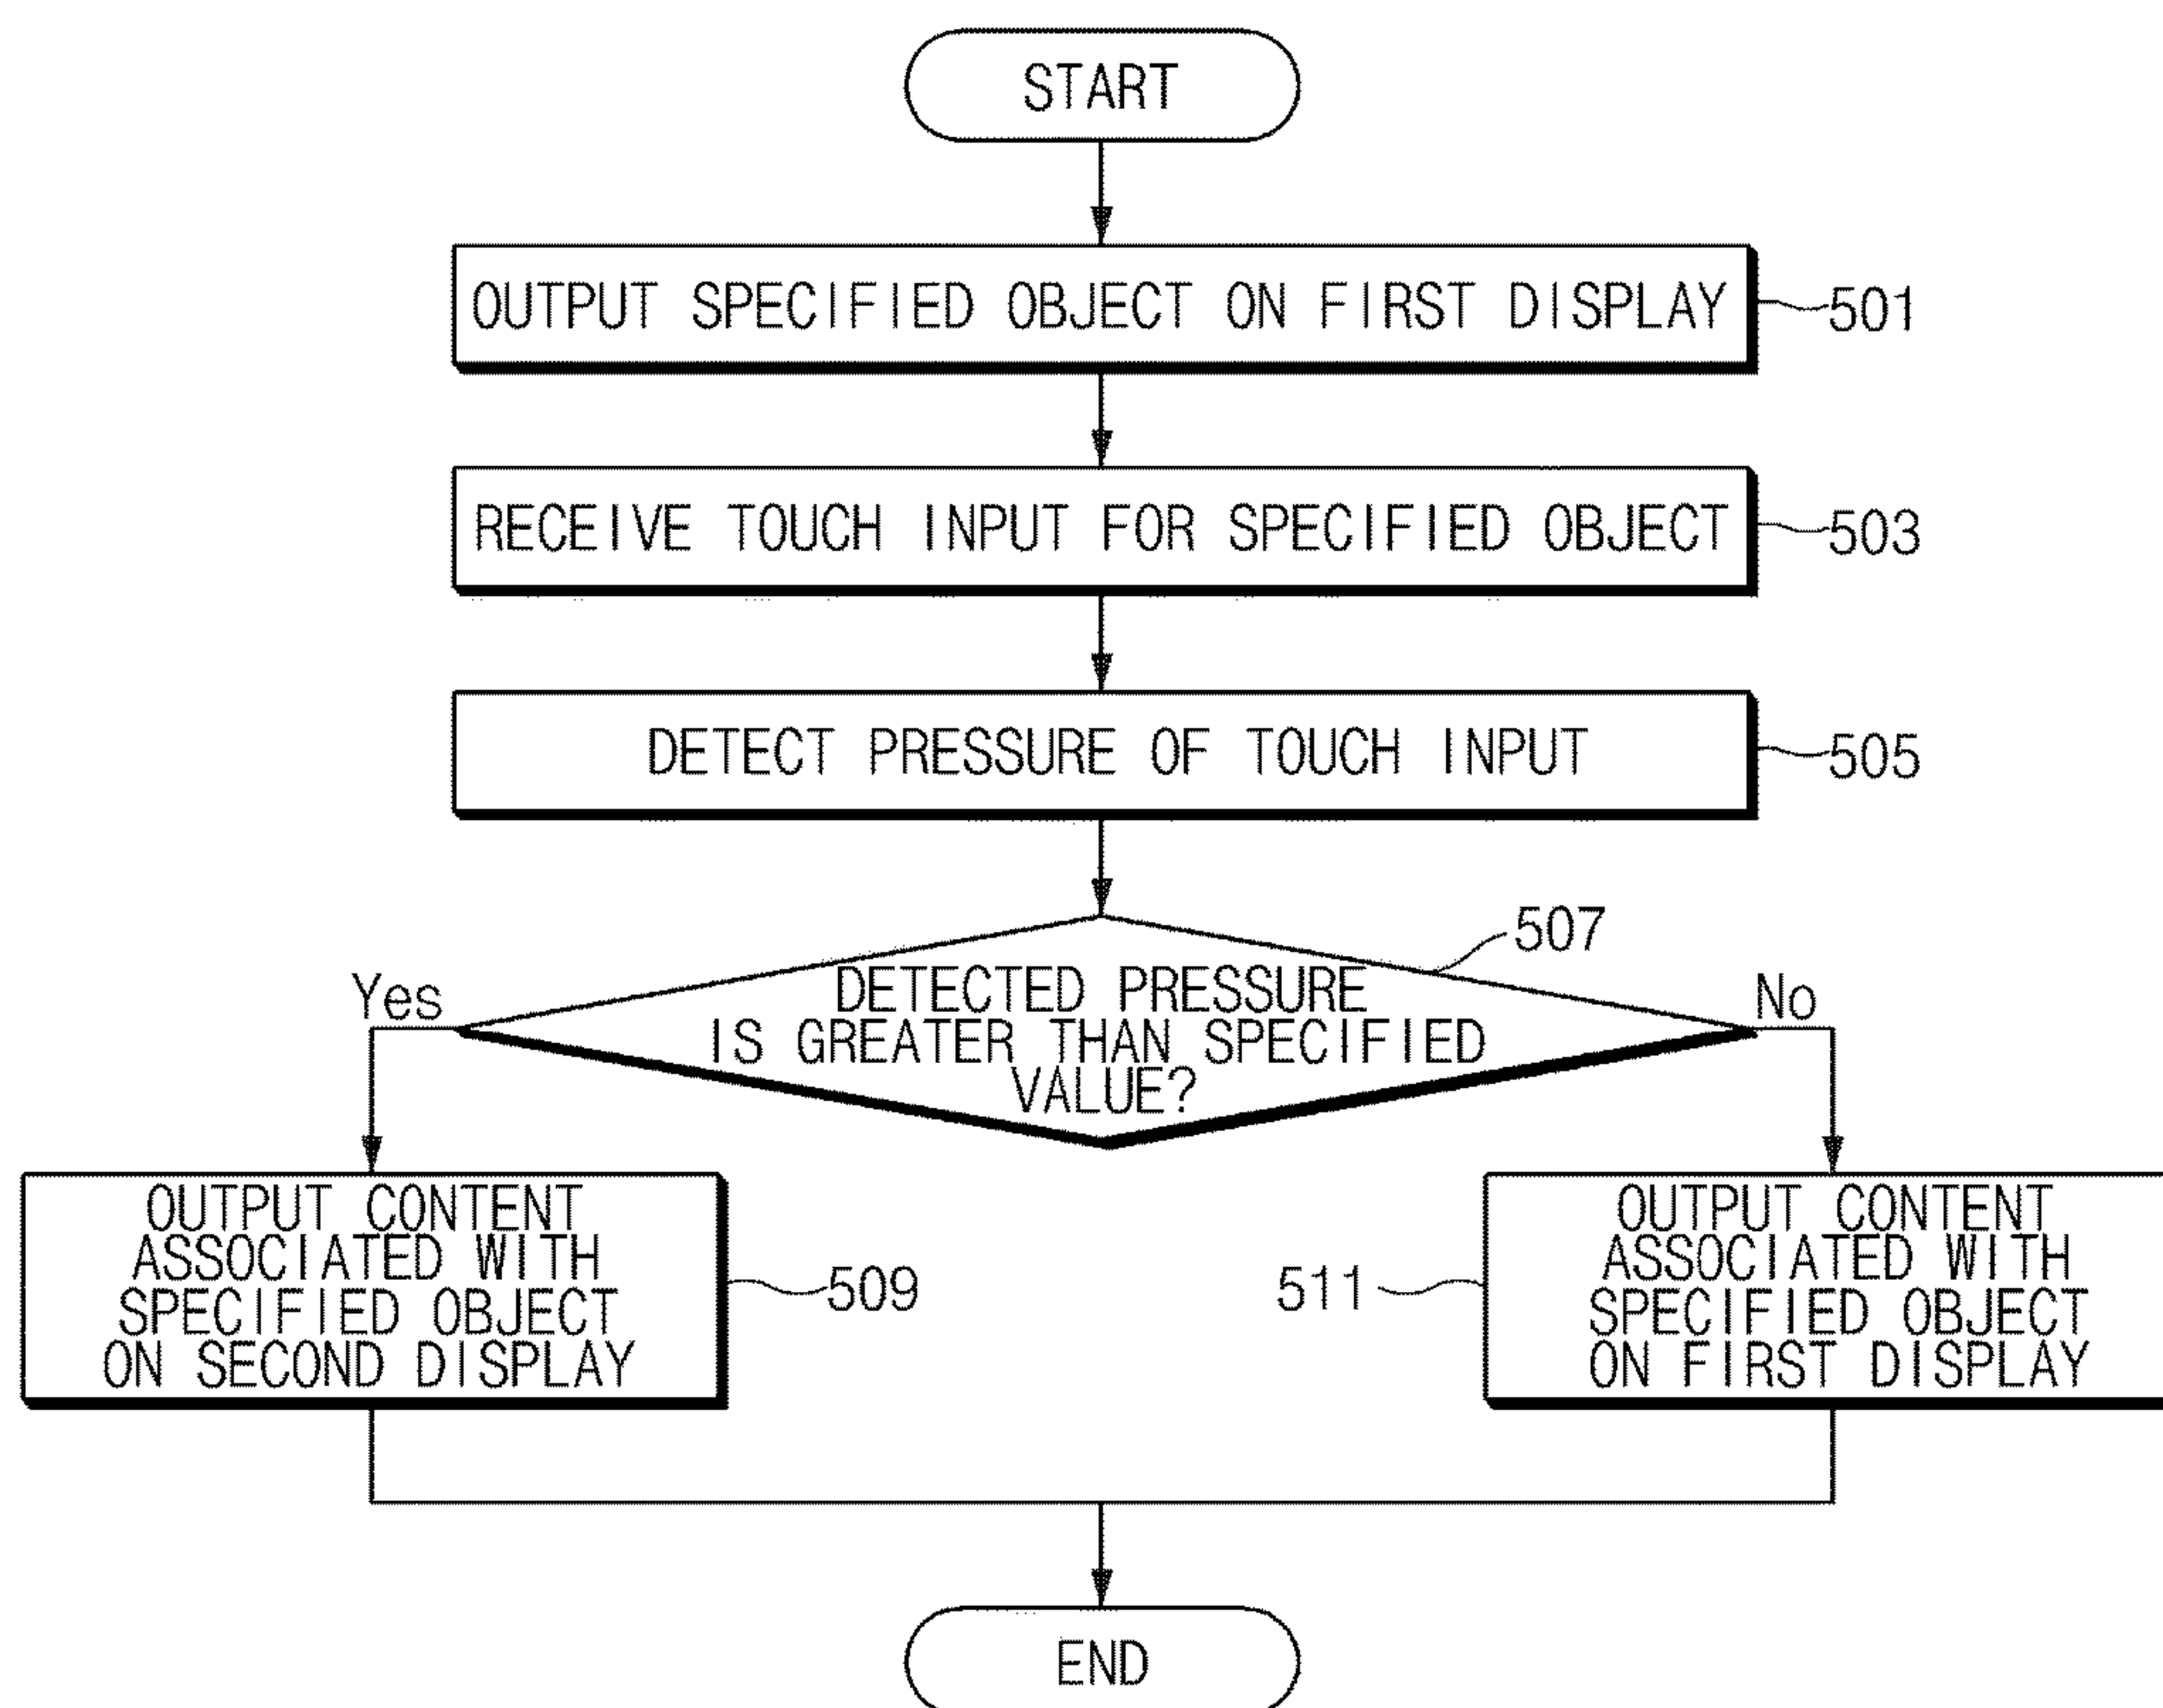 START
OUTPUT SPECIFIED OBJECT ON FIRST DISPLAY
501
RECEIVE TOUCH INPUT FOR SPECIFIED OBJECT
503
DETECT PRESSURE OF TOUCH INPUT
505
507
DETECTED PRESSURE
IS GREATER THAN SPECIFIED
VALUE?
Yes
No
OUTPUT CONTENT
ASSOCIATED WITH
SPECIFIED OBJECT
ON SECOND DISPLAY
509
511
OUTPUT CONTENT
ASSOCIATED WITH
SPECIFIED OBJECT
ON FIRST DISPLAY
END